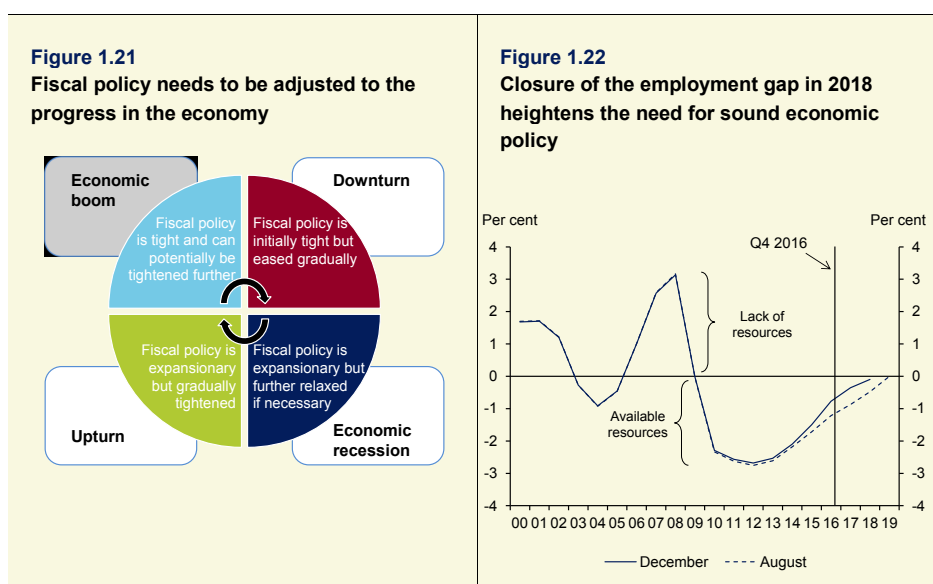 Figure 1.21
Fiscal policy needs to be adjusted to the
progress in the economy
Economic
boom
Downturn
Fiscal policy
is tight and can
potentially be
tightened further
Fiscal policy is
initially tight but
eased gradually
Fiscal policy is
expansionary
but gradually
tightened
Fiscal policy is
expansionary but
further relaxed
if necessary
Upturn
Economic
recession
Figure 1.22
Closure of the employment gap in 2018
heightens the need for sound economic
policy
Per cent
Per cent
Q4 2016
4
3
2
1
0
-1
-2
-3
-4
4
3
2
1
0
-1
-2
-3
-4
Lack of
resources
Available
resources
00 01 02 03 04 05 06 07 08 09 10 11 12 13 14 15 16 17 18 19
December
August